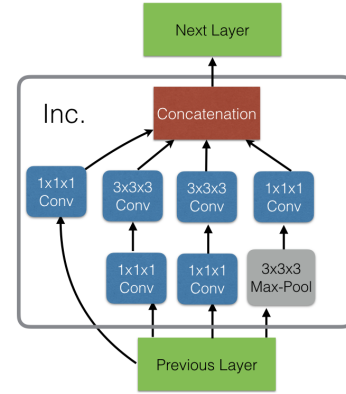 Next Layer
Inc.
Concatenation
1x1x1
Conv
3x3x3
Conv
3x3x3
Conv
1x1x1
Conv
1x1x1
Conv
1x1x1
Conv
3x3x3
Max-Pool
Previous Layer